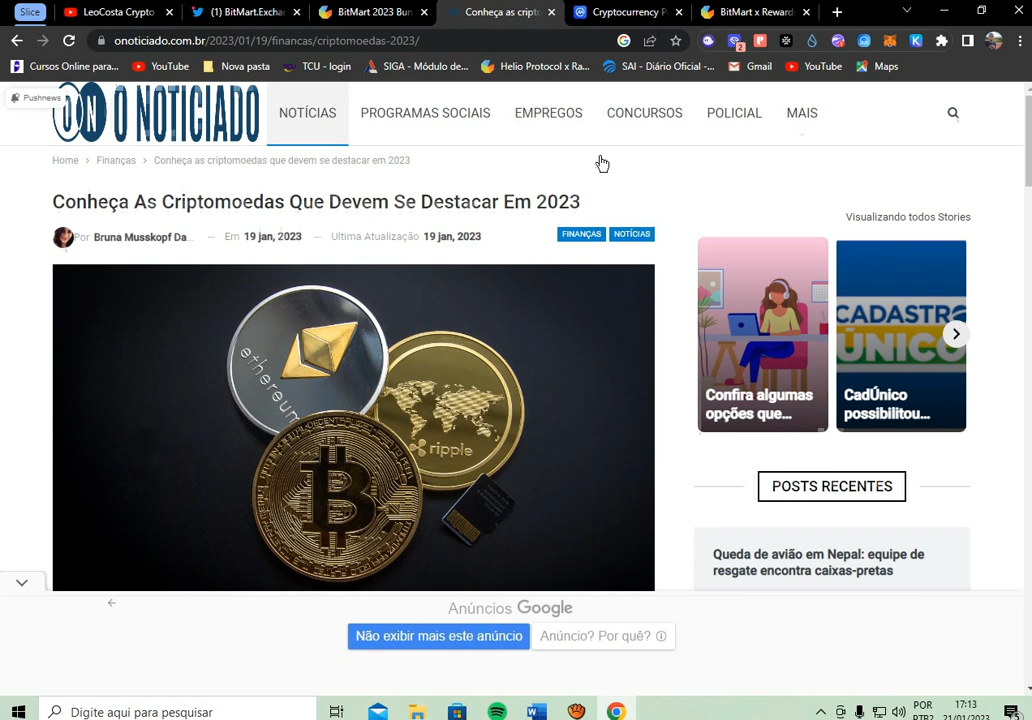 Slice
LeoCosta Crypto
(1) BitMart.Exchan
BitMart 2023 Bun
Conheça as cripto
Cryptocurrency P
BitMart x Reward
onoticiado.com.br/2023/01/19/financas/criptomoedas-2023/
2
Cursos Online para...
YouTube
Nova pasta
TCU - login
SIGA - Módulo de...
Helio Protocol x Ra...
SAI - Diário Oficial -...
Gmail
YouTube
Maps
Pushnews
ON O NOTICIADO
NOTÍCIAS
PROGRAMAS SOCIAIS
EMPREGOS
CONCURSOS
POLICIAL
MAIS
Home > Finanças > Conheça as criptomoedas que devem se destacar em 2023
Conheça As Criptomoedas Que Devem Se Destacar Em 2023
Visualizando todos Stories
Por Bruna Musskopf Da... — Em 19 jan, 2023 — Ultima Atualização 19 jan, 2023
FINANÇAS
NOTÍCIAS
ethereum
ripple
Confira algumas
opções que...
CADASTRO
ÚNICO
CadÚnico
possibilitou...
POSTS RECENTES
Queda de avião em Nepal: equipe de
resgate encontra caixas-pretas
Anúncios Google
Não exibir mais este anúncio
Anúncio? Por quê?
Digite aqui para pesquisar
POR
PTB2
17:13
21/01/2023